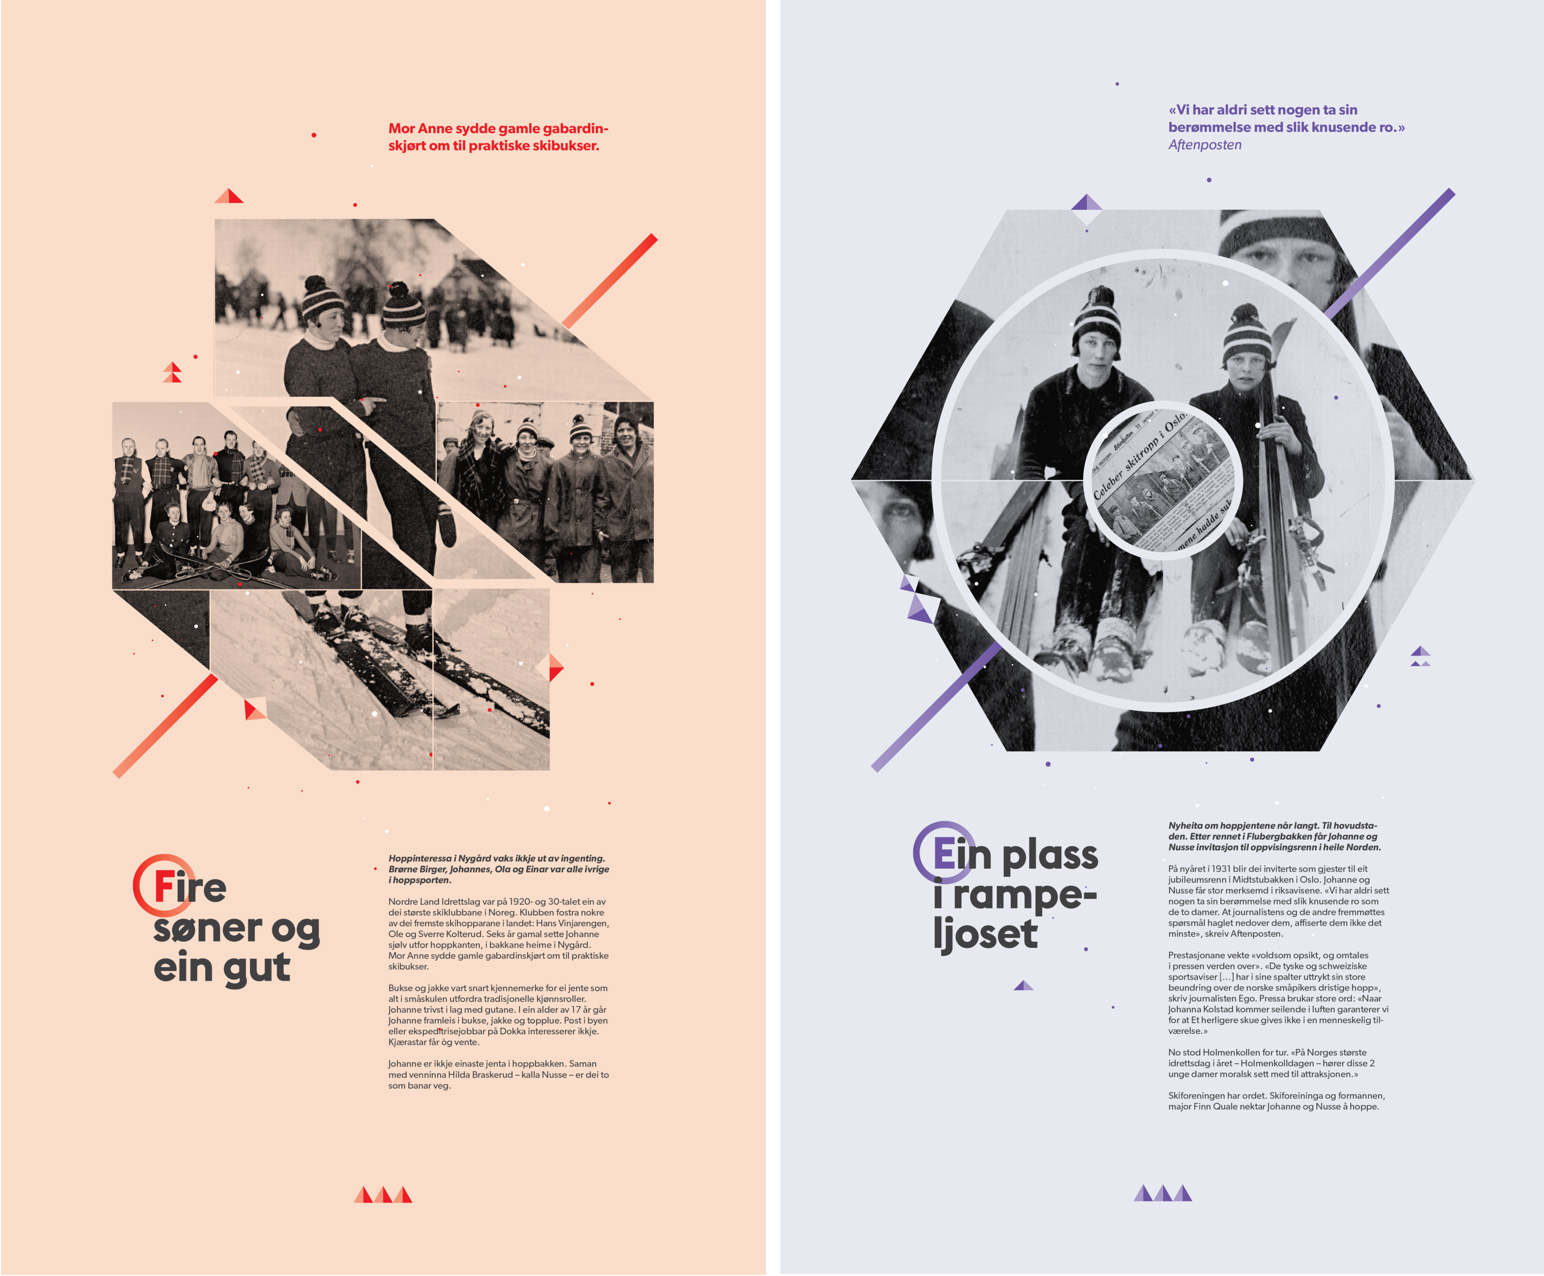 Mor Anne sydde gamle gabardin-
skjørt om til praktiske skibukser.
Fire
søner og
ein gut
Hoppinteressa i Nygård vaks ikkje ut av ingenting.
Brørne Birger, Johannes, Ola og Einar var alle ivrige
i hoppsporten.
Nordre Land Idrettslag var på 1920- og 30-talet ein av
dei største skiklubbane i Noreg. Klubben fostra nokre
av dei fremste skihopparane i landet: Hans Vinjarengen,
Ole og Sverre Kolterud. Seks år gamal sette Johanne
sjølv utfor hoppkanten, i bakkane heime i Nygård.
Mor Anne sydde gamle gabardinskjørt om til praktiske
skibukser.
Bukse og jakke vart snart kjennemerke for ei jente som
alt i småskulen utfordra tradisjonelle kjønnsroller.
Johanne trivst i lag med gutane. I ein alder av 17 år går
Johanne framleis i bukse, jakke og topplue. Post i byen
eller ekspeditrisejobbar på Dokka interesserer ikkje.
Kjærastar får òg vente.
Johanne er ikkje einaste jenta i hoppbakken. Saman
med venninna Hilda Braskerud – kalla Nusse – er dei to
som banar veg.
«Vi har aldri sett nogen ta sin
berømmelse med slik knusende ro.»
Aftenposten
Celeber skitropp i Oslo.
mene hadde
Ein plass
i rampe-
ljoset
Nyheita om hoppjentene når langt. Til hovudsta-
den. Etter rennet i Flubergbakken får Johanne og
Nusse invitasjon til oppvisingsrenn i heile Norden.
På nyåret i 1931 blir dei inviterte som gjester til eit
jubileumsrenn i Midtstubakken i Oslo. Johanne og
Nusse får stor merksemd i riksavisene. «Vi har aldri sett
nogen ta sin berømmelse med slik knusende ro som
de to damer. At journalistens og de andre fremmøttes
spørsmål haglet nedover dem, affiserte dem ikke det
minste», skreiv Aftenposten.
Prestasjonane vekte «voldsom opsikt, og omtales
i pressen verden over». «De tyske og schweiziske
sportsaviser [...] har i sine spalter uttrykt sin store
beundring over de norske småpikers dristige hopp»,
skriv journalisten Ego. Pressa brukar store ord: «Naar
Johanna Kolstad kommer seilende i luften garanterer vi
for at Et herligere skue gives ikke i en menneskelig til-
værelse.»
No stod Holmenkollen for tur. «På Norges største
idrettsdag i året – Holmenkolldagen – hører disse 2
unge damer moralsk sett med til attraksjonen.»
Skiforeningen har ordet. Skiforeininga og formannen,
major Finn Quale nektar Johanne og Nusse å hoppe.